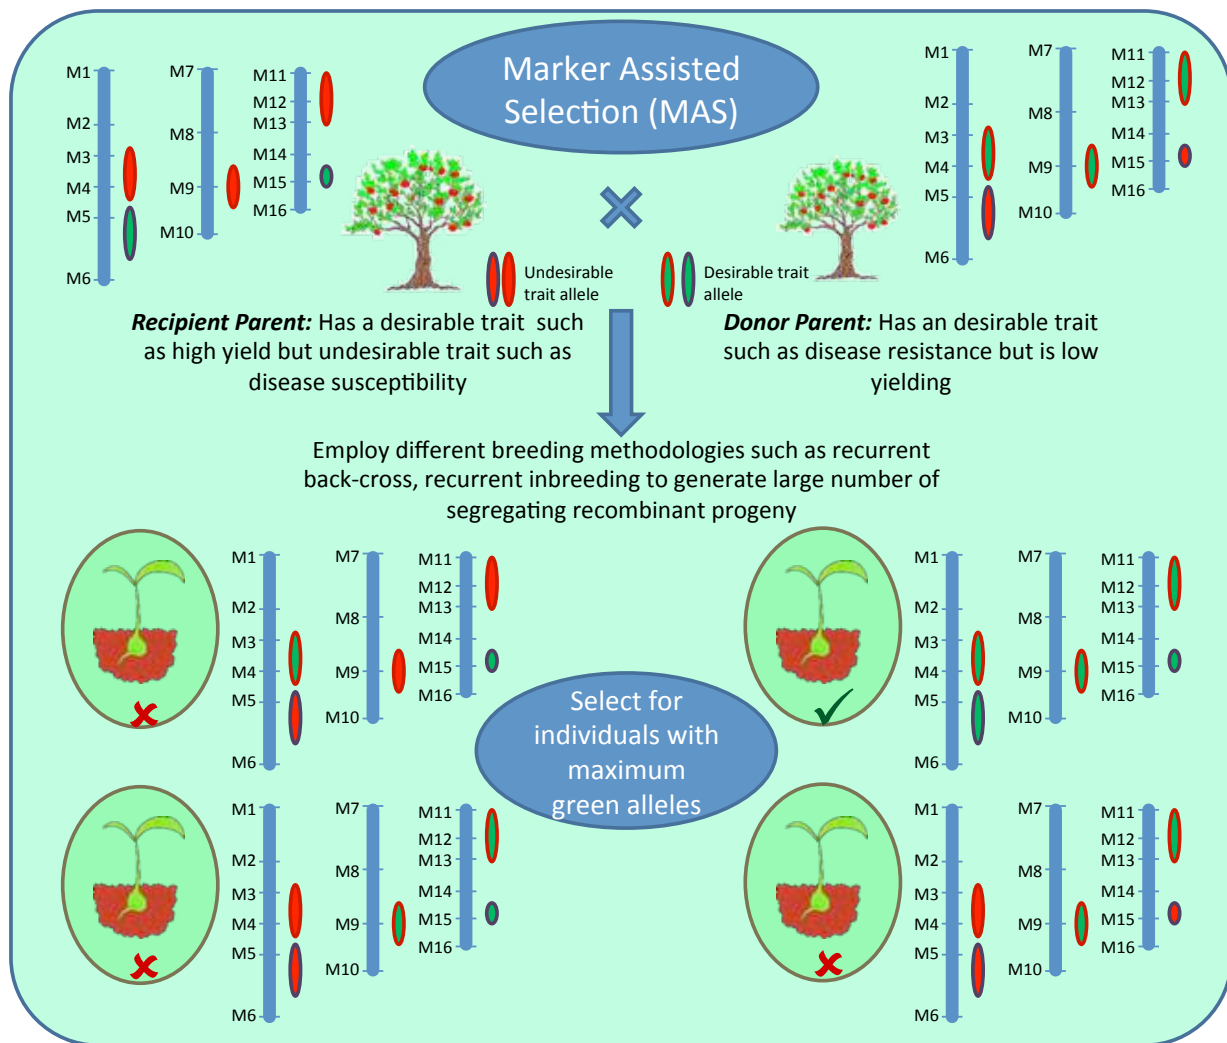 Marker Assisted
Selection (MAS)
M1
M2
M3
M4
M5
M6
M7
M8
M9
M10
M11
M12
M13
M14
M15
M16
M1
M2
M3
M4
M5
M6
M7
M8
M9
M10
M11
M12
M13
M14
M15
M16
Undesirable
trait allele
Desirable trait
allele
Recipient Parent: Has a desirable trait such
as high yield but undesirable trait such as
disease susceptibility
Donor Parent: Has an desirable trait
such as disease resistance but is low
yielding
Employ different breeding methodologies such as recurrent
back-cross, recurrent inbreeding to generate large number of
segregating recombinant progeny
M1
M2
M3
M4
M5
M6
M7
M8
M9
M10
M11
M12
M13
M14
M15
M16
M1
M2
M3
M4
M5
M6
M7
M8
M9
M10
M11
M12
M13
M14
M15
M16
Select for
individuals with
maximum
green alleles
M1
M2
M3
M4
M5
M6
M7
M8
M9
M10
M11
M12
M13
M14
M15
M16
M1
M2
M3
M4
M5
M6
M7
M8
M9
M10
M11
M12
M13
M14
M15
M16